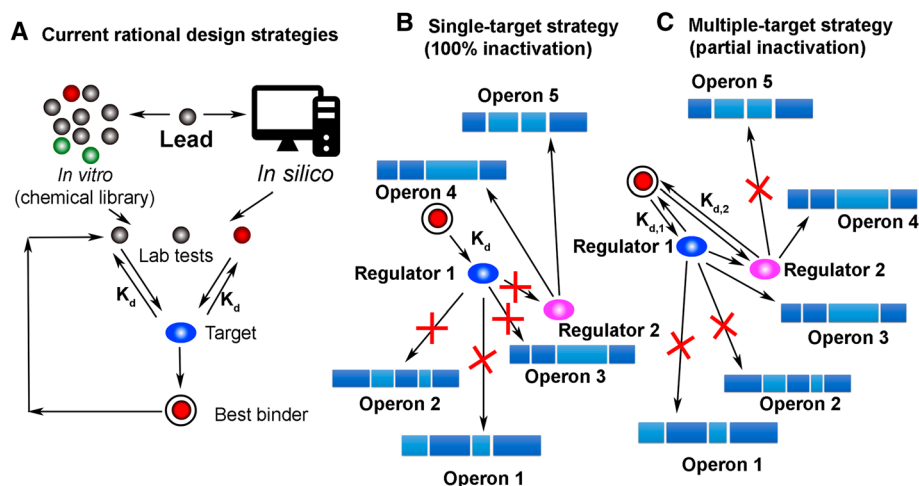 A Current rational design strategies
Lead
In vitro
(chemical library)
In silico
Lab tests
Kd
Kd
Target
Best binder
B Single-target strategy
(100% inactivation)
Operon 5
Operon 4
Kd
Regulator 1
Regulator 2
Operon 3
Operon 2
Operon 1
C Multiple-target strategy
(partial inactivation)
Operon 5
Kd,2
Kd,1
Operon 4
Regulator 1
Regulator 2
Operon 3
Operon 2
Operon 1